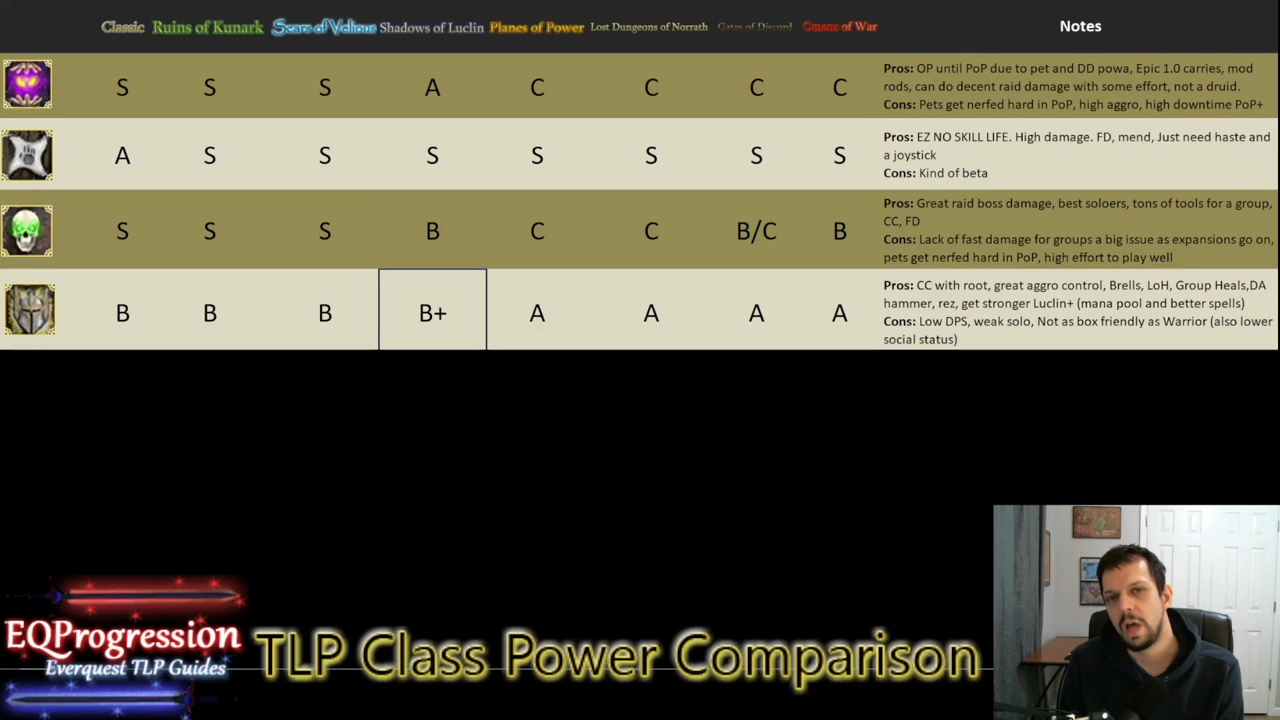 Classic Ruins of Kunark Scars of Velious Shadows of Luclin Planes of Power Lost Dungeons of Norrath Gates of Discord Omens of War Notes
S S S A C C C C
Pros: OP until PoP due to pet and DD powa, Epic 1.0 carries, mod
rods, can do decent raid damage with some effort, not a druid.
Cons: Pets get nerfed hard in PoP, high aggro, high downtime PoP+
A S S S S S S S
Pros: EZ NO SKILL LIFE. High damage. FD, mend, Just need haste and
a joystick
Cons: Kind of beta
S S S B C C B/C B
Pros: Great raid boss damage, best soloers, tons of tools for a group,
CC, FD
Cons: Lack of fast damage for groups a big issue as expansions go on,
pets get nerfed hard in PoP, high effort to play well
B B B B+ A A A A
Pros: CC with root, great aggro control, Brells, LoH, Group Heals,DA
hammer, rez, get stronger Luclin+ (mana pool and better spells)
Cons: Low DPS, weak solo, Not as box friendly as Warrior (also lower
social status)
EQProgression
Everquest TLP Guides
TLP Class Power Comparison